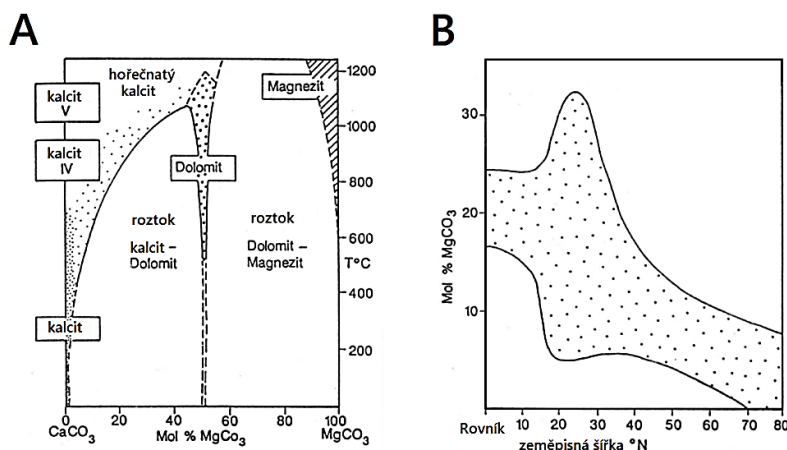 A
hořečnatý
kalcit
kalcit
V
kalcit
IV
kalcit
Magnezit
Dolomit
roztok
kalcit –
Dolomit
roztok
Dolomit –
Magnezit
1200
1000
800
600
T°C
400
200
0 20 40 60 80 100
CaCO₃ Mol % MgCo₃ MgCO₃
B
Mol % MgCO₃
30
20
10
Rovník 10 20 30 40 50 60 70 80
zeměpisná šířka °N